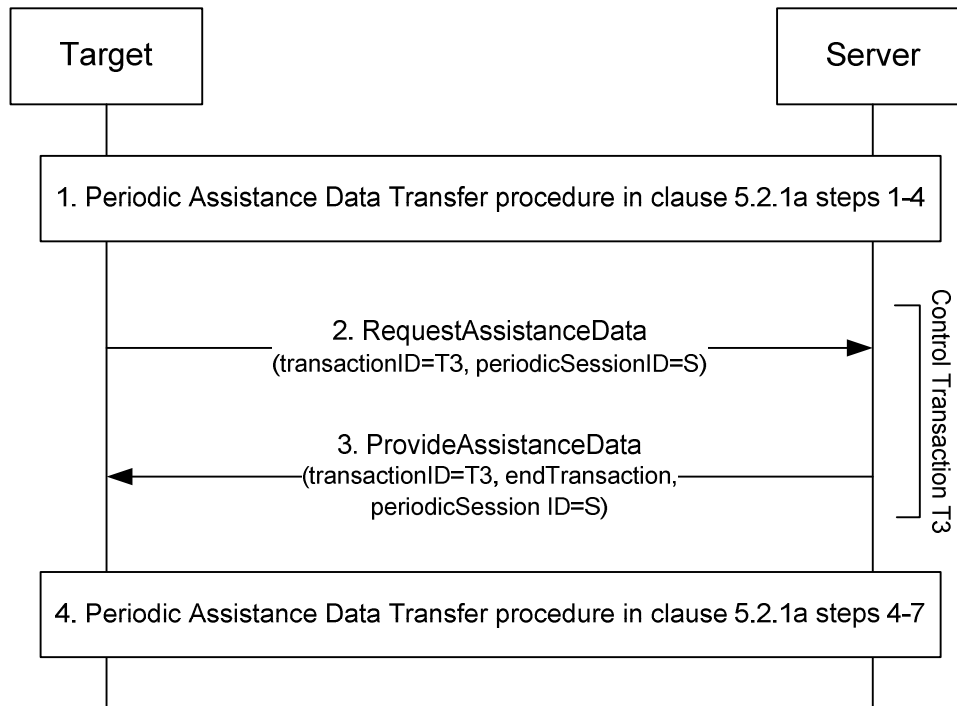 Target
Server
1. Periodic Assistance Data Transfer procedure in clause 5.2.1a steps 1-4
2. RequestAssistanceData
(transactionID=T3, periodicSessionID=S)
3. ProvideAssistanceData
(transactionID=T3, endTransaction,
periodicSession ID=S)
Control Transaction T3
4. Periodic Assistance Data Transfer procedure in clause 5.2.1a steps 4-7